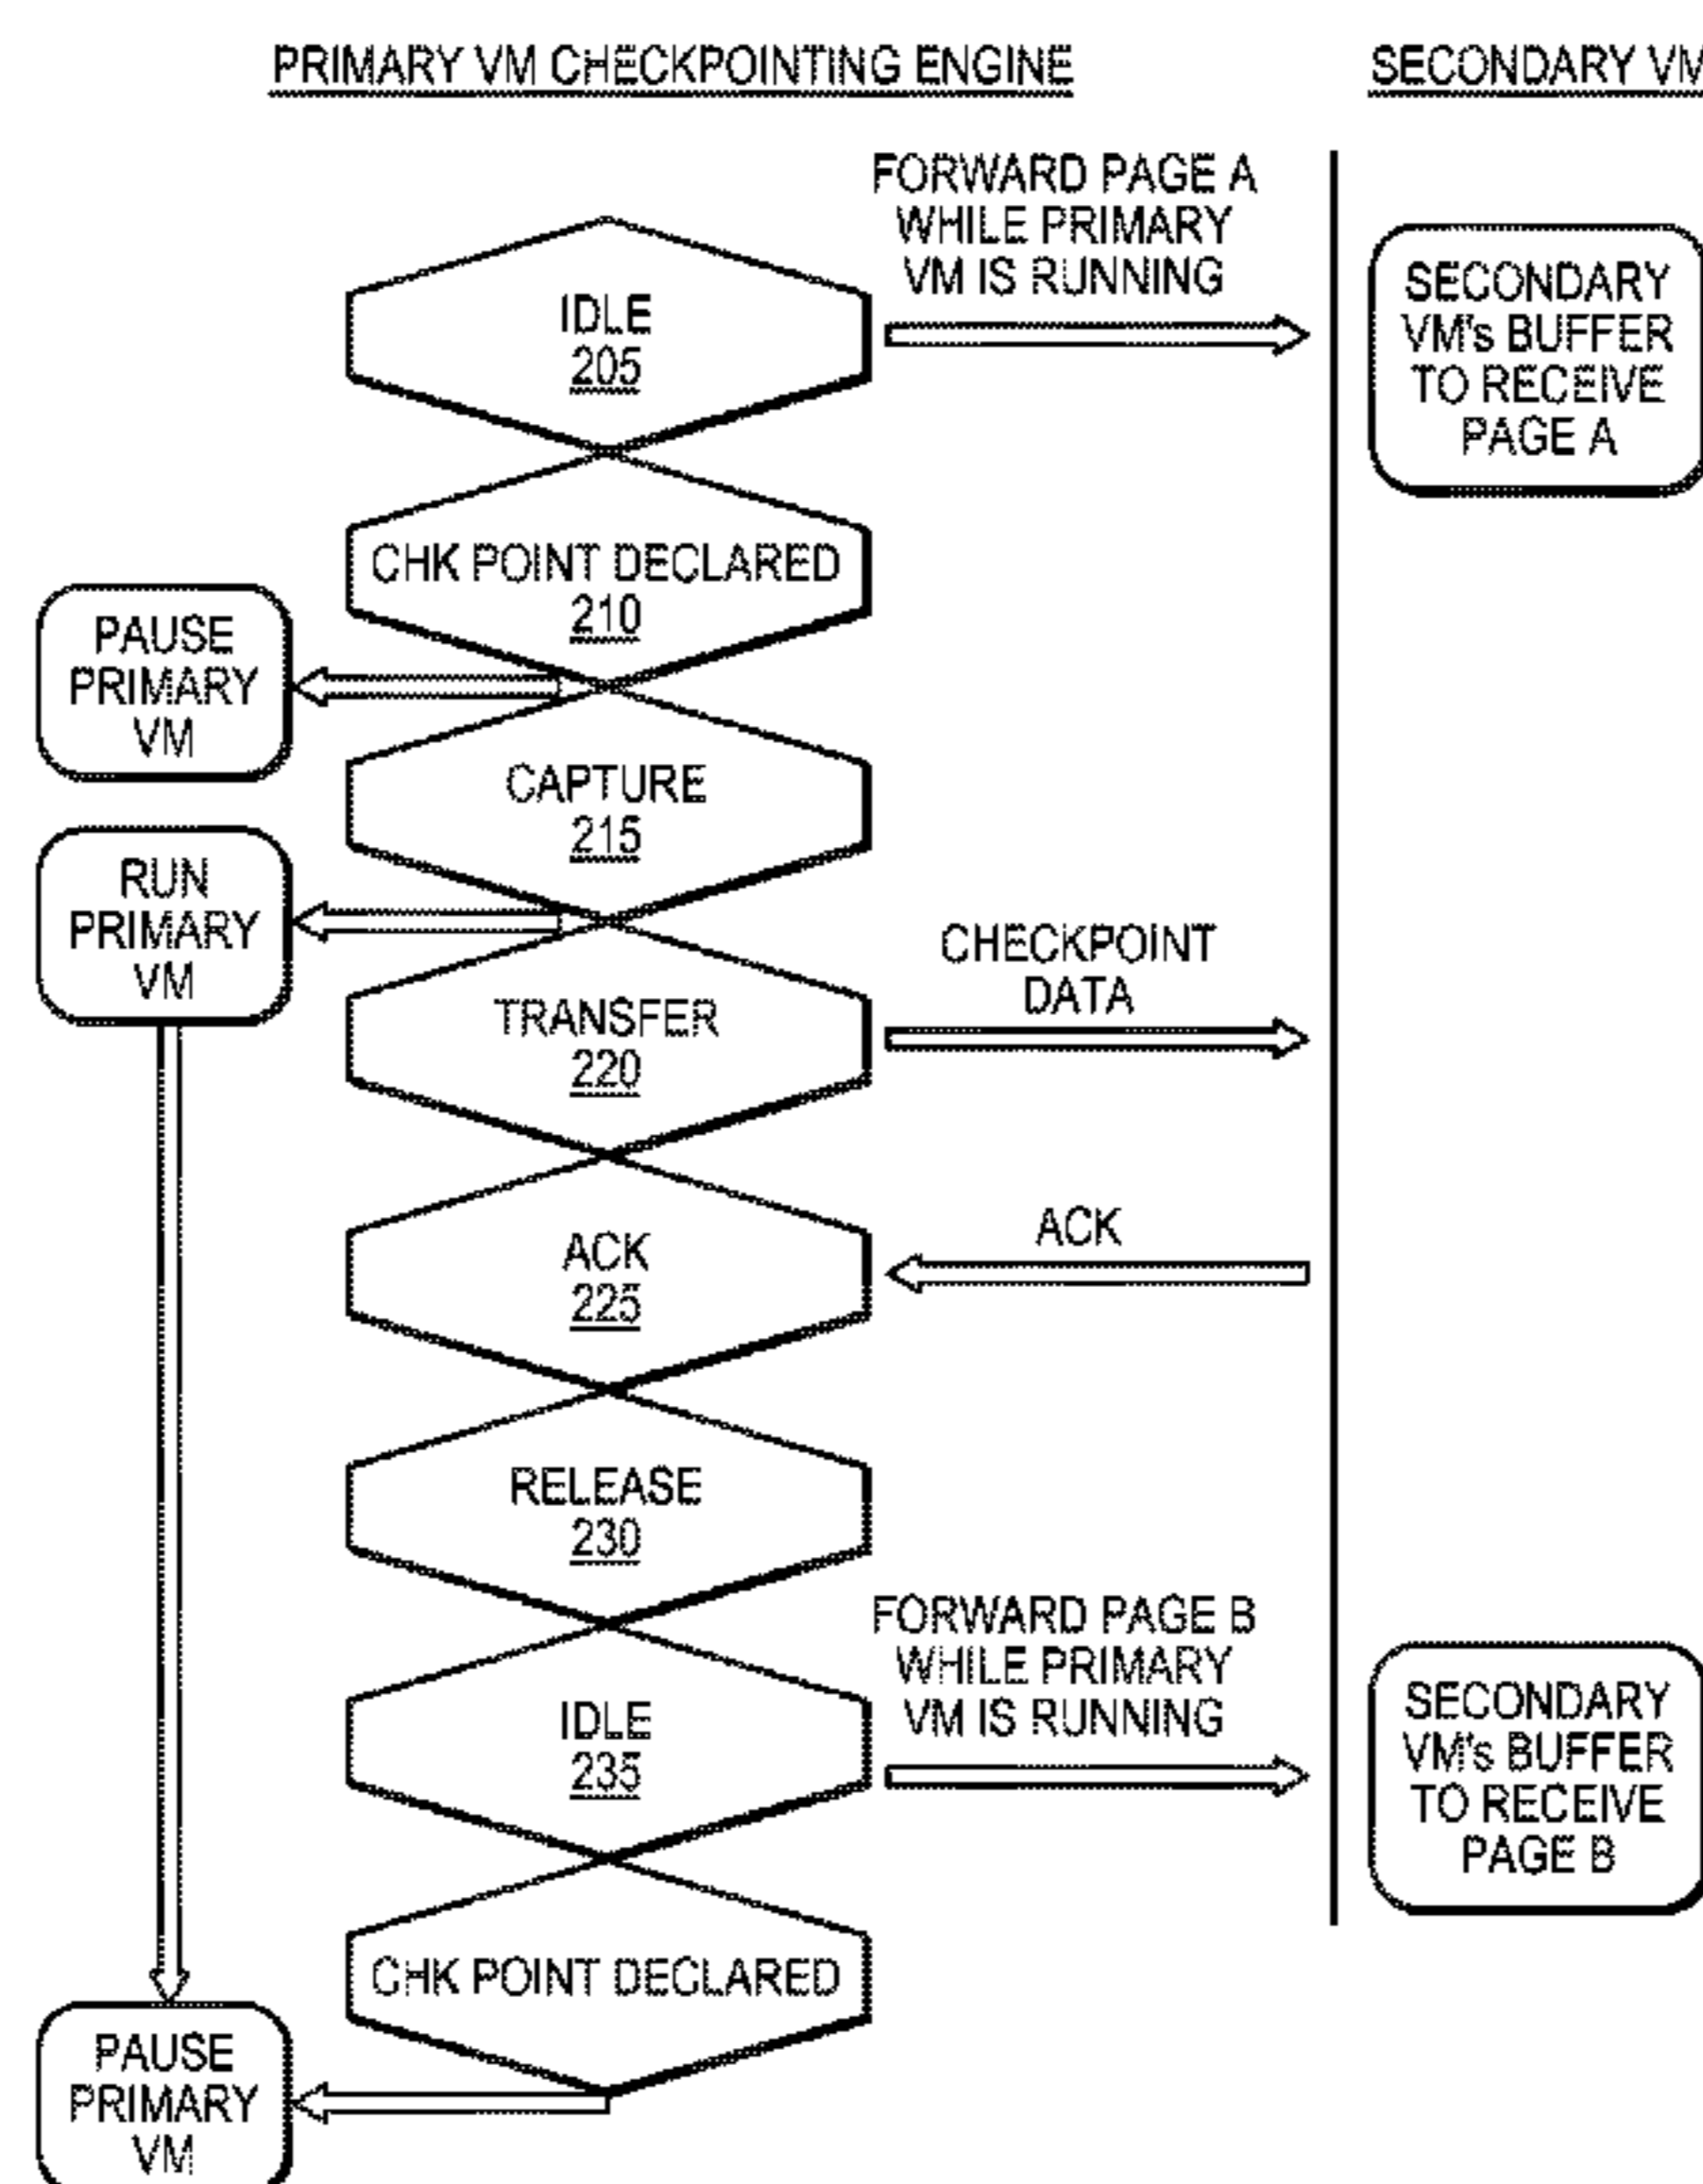 PRIMARY VM CHECKPOINTING ENGINE
SECONDARY VM
FORWARD PAGE A
WHILE PRIMARY
VM IS RUNNING
IDLE
205
SECONDARY
VM's BUFFER
TO RECEIVE
PAGE A
CHK POINT DECLARED
210
PAUSE
PRIMARY
VM
CAPTURE
215
RUN
PRIMARY
VM
CHECKPOINT
DATA
TRANSFER
220
ACK
ACK
225
RELEASE
230
FORWARD PAGE B
WHILE PRIMARY
VM IS RUNNING
IDLE
235
SECONDARY
VM's BUFFER
TO RECEIVE
PAGE B
CHK POINT DECLARED
PAUSE
PRIMARY
VM